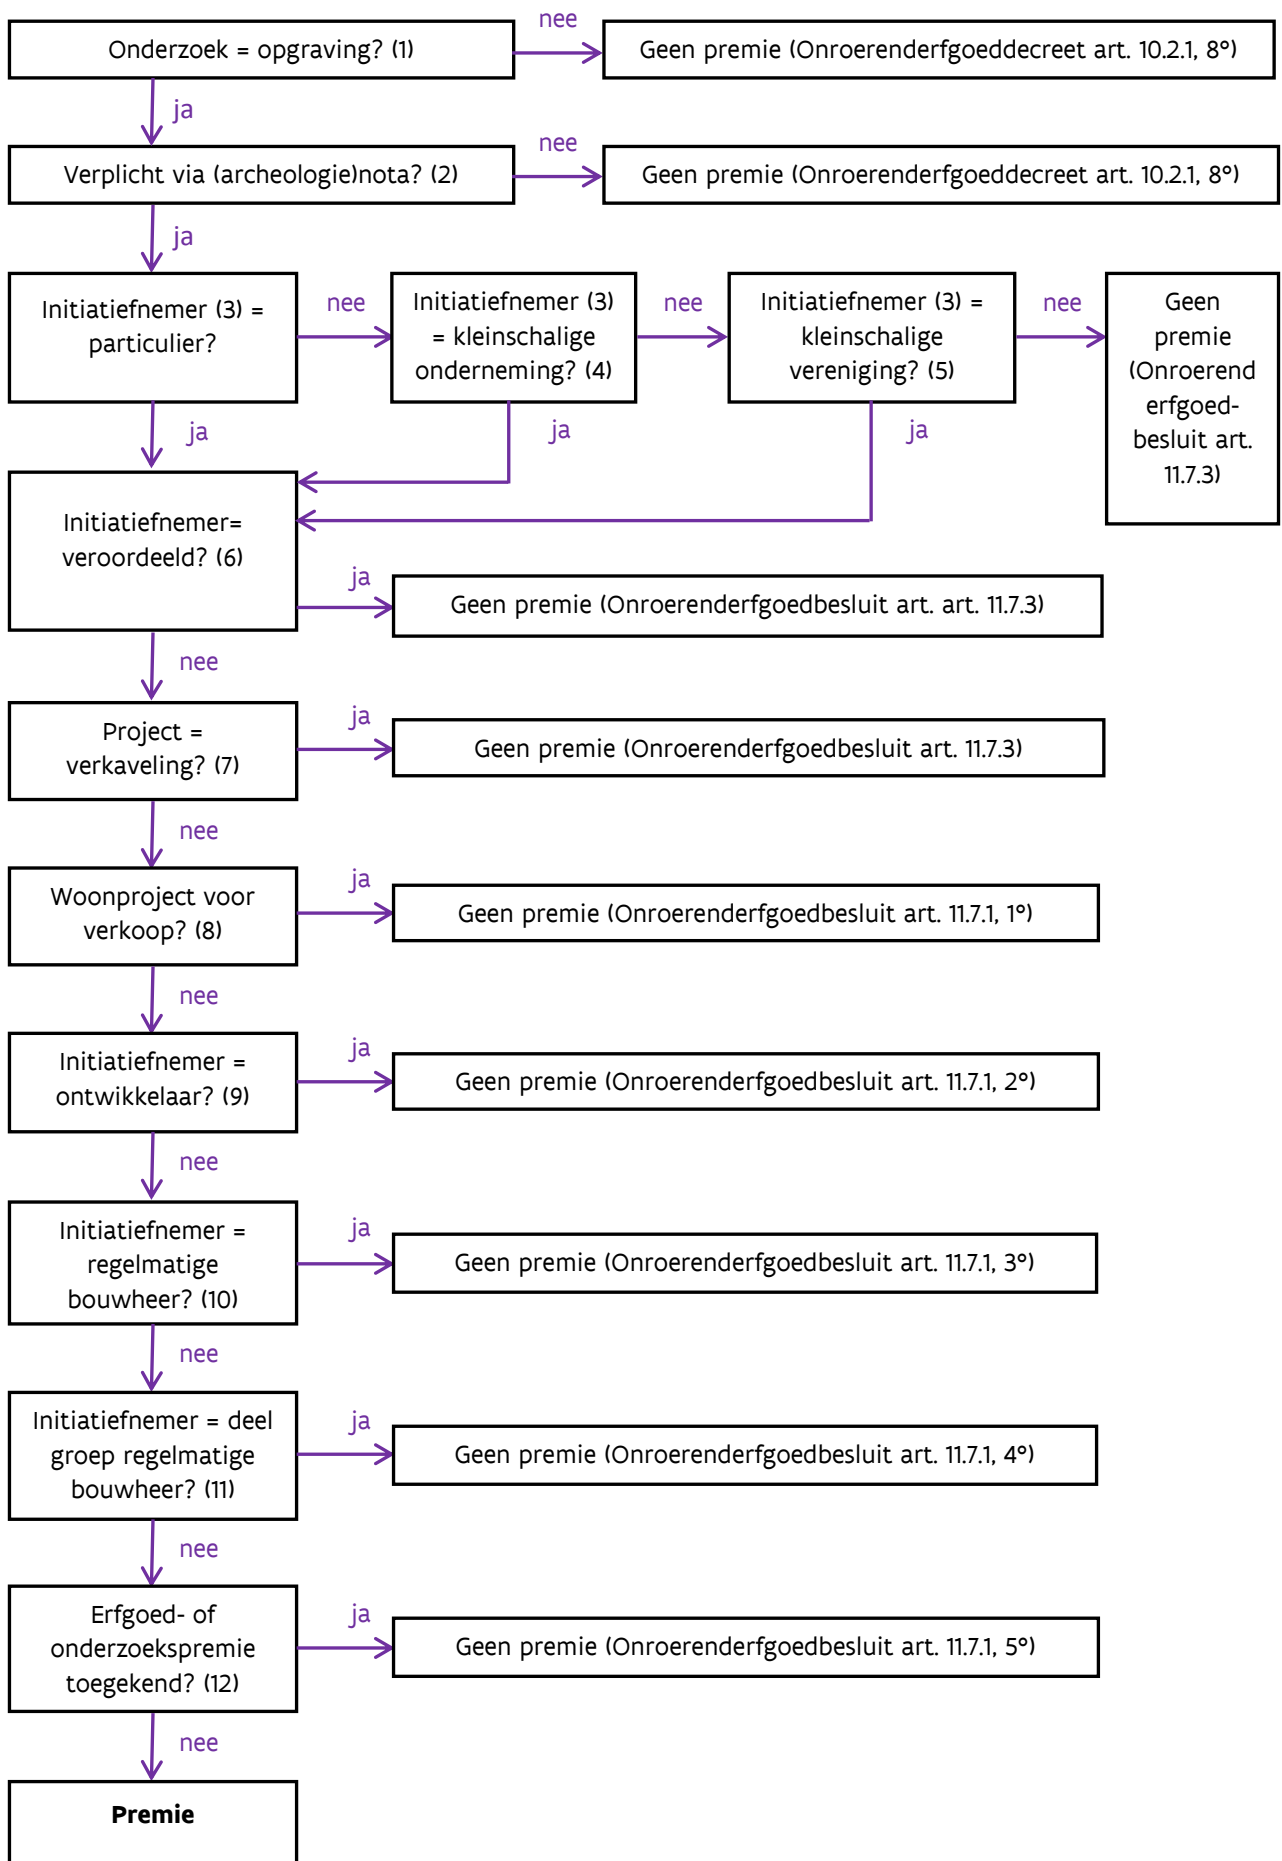 nee
Onderzoek = opgraving? (1)
Geen premie (Onroerenderfgoeddecreet art. 10.2.1, 8°)
ja
nee
Verplicht via (archeologie)nota? (2)
Geen premie (Onroerenderfgoeddecreet art. 10.2.1, 8°)
ja
Initiatiefnemer (3) =
particulier?
nee
Initiatiefnemer (3)
= kleinschalige
onderneming? (4)
nee
Initiatiefnemer (3) =
kleinschalige
vereniging? (5)
nee
Geen
premie
(Onroerend
erfgoed-
besluit art.
11.7.3)
ja
ja
ja
Initiatiefnemer=
veroordeeld? (6)
ja
Geen premie (Onroerenderfgoedbesluit art. art. 11.7.3)
nee
Project =
verkaveling? (7)
ja
Geen premie (Onroerenderfgoedbesluit art. 11.7.3)
nee
Woonproject voor
verkoop? (8)
ja
Geen premie (Onroerenderfgoedbesluit art. 11.7.1, 1°)
nee
Initiatiefnemer =
ontwikkelaar? (9)
ja
Geen premie (Onroerenderfgoedbesluit art. 11.7.1, 2°)
nee
Initiatiefnemer =
regelmatige
bouwheer? (10)
ja
Geen premie (Onroerenderfgoedbesluit art. 11.7.1, 3°)
nee
Initiatiefnemer = deel
groep regelmatige
bouwheer? (11)
ja
Geen premie (Onroerenderfgoedbesluit art. 11.7.1, 4°)
nee
Erfgoed- of
onderzoekspremie
toegekend? (12)
ja
Geen premie (Onroerenderfgoedbesluit art. 11.7.1, 5°)
nee
Premie